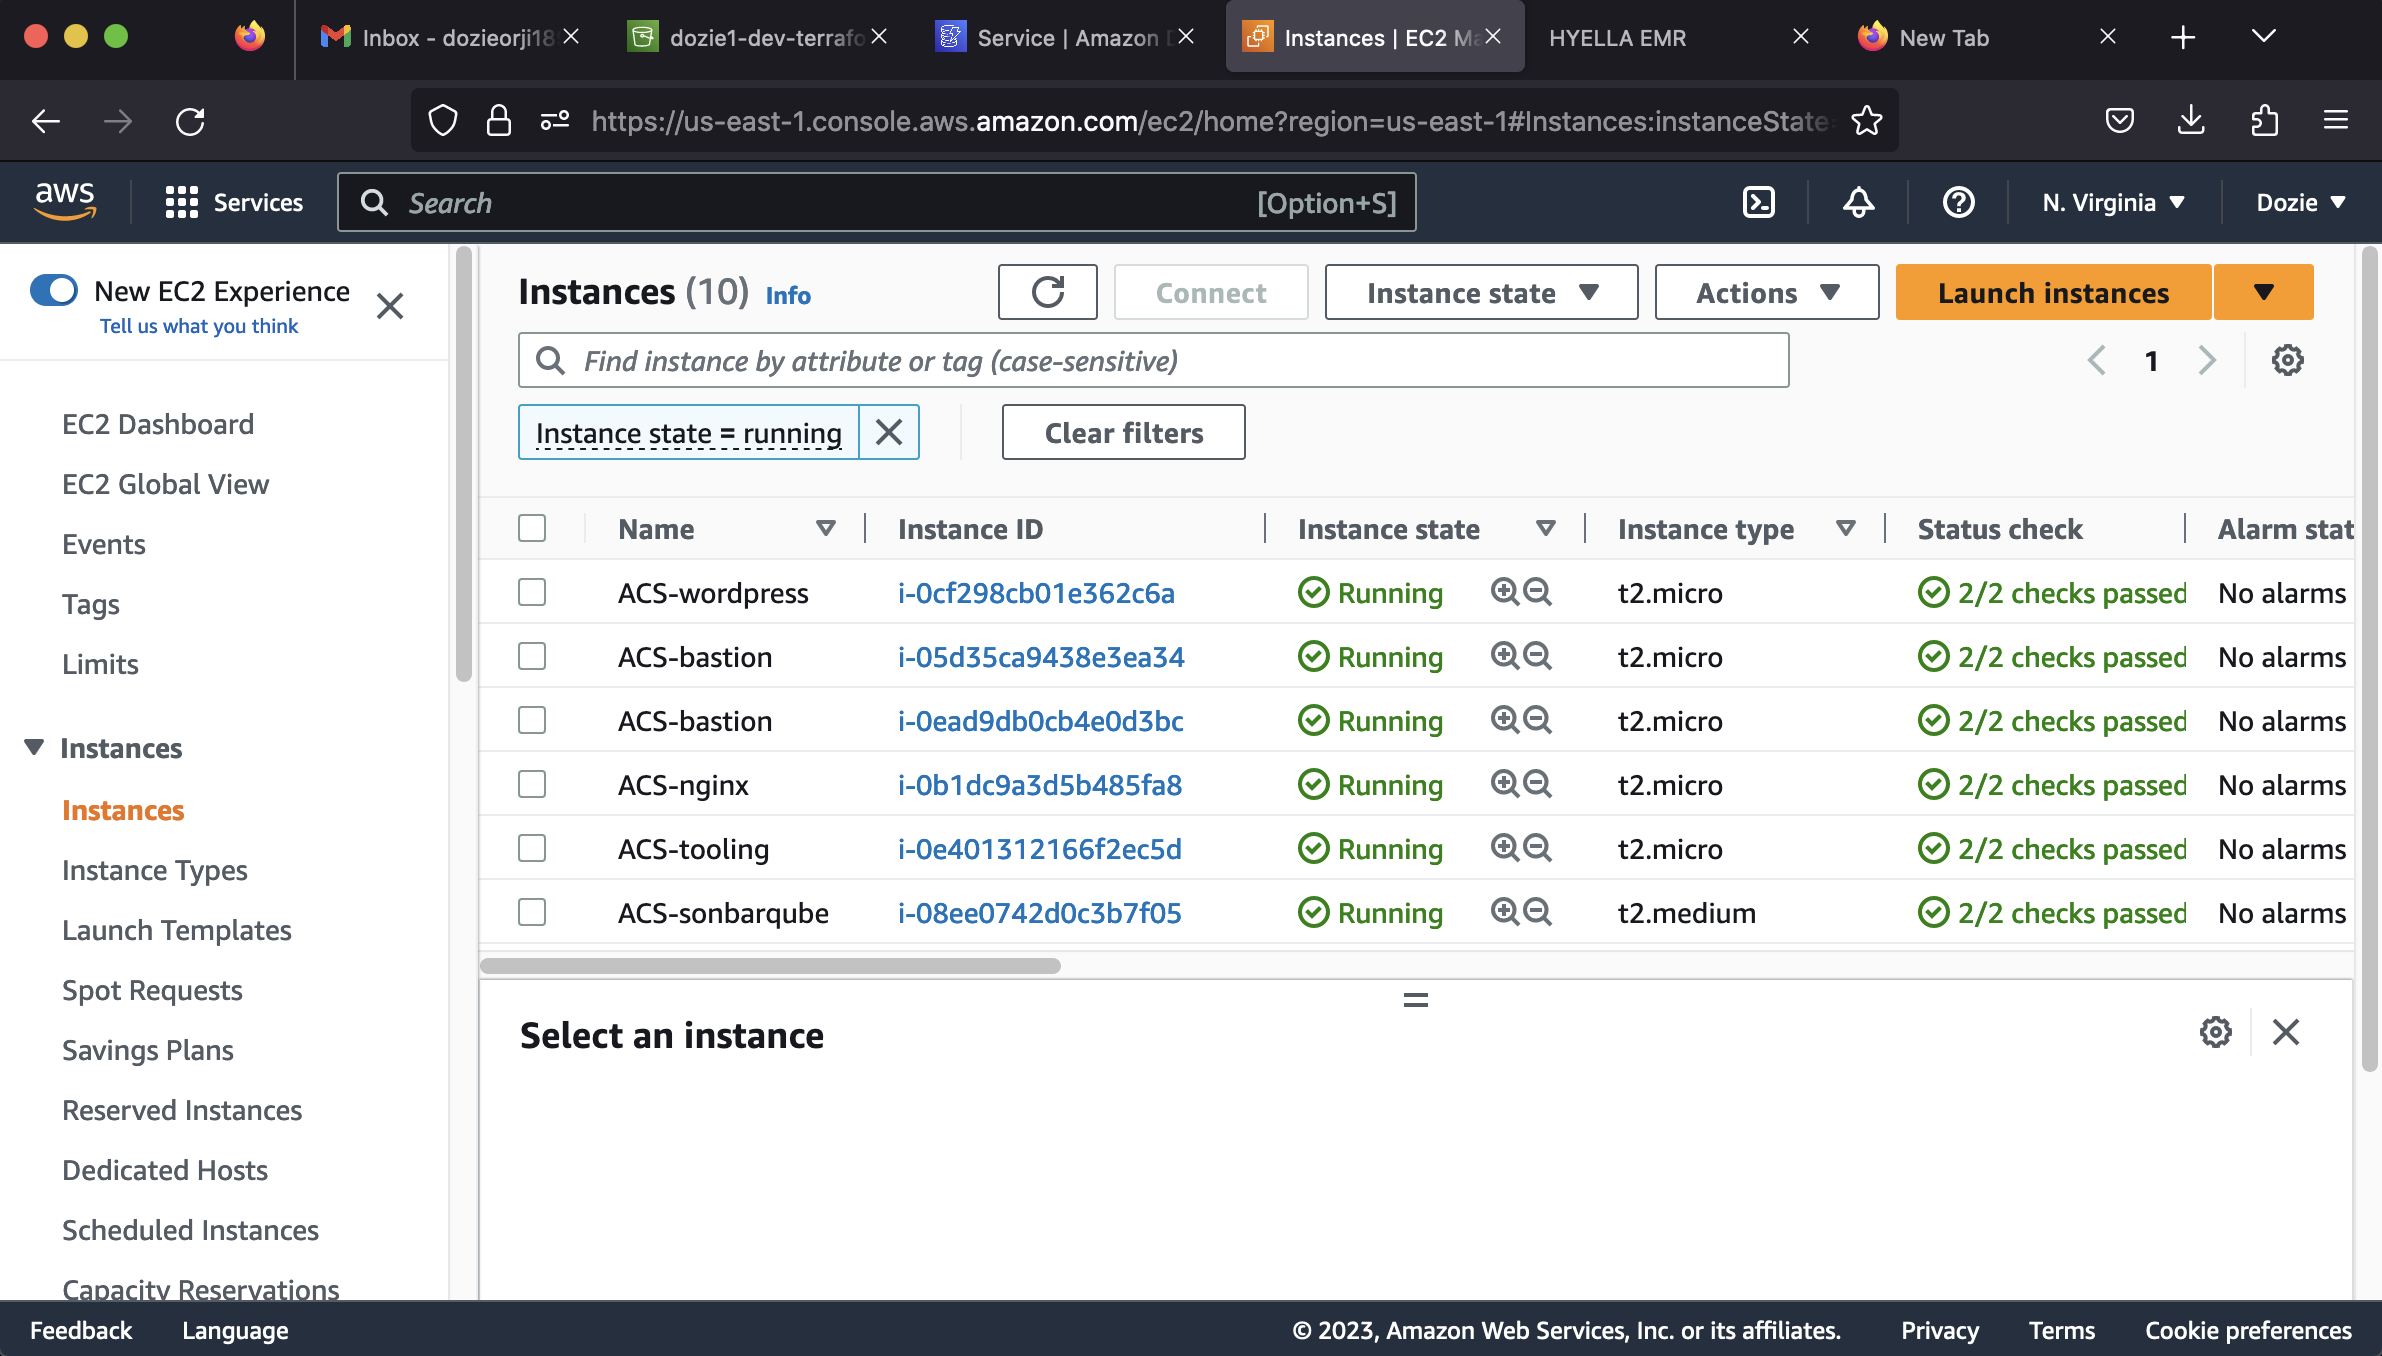 Inbox - dozieorji18
dozie1-dev-terrafo
Service | Amazon D
Instances | EC2 Ma
HYELLA EMR
New Tab
https://us-east-1.console.aws.amazon.com/ec2/home?region=us-east-1#Instances:instanceState=
aws
Services
Search
[Option+S]
N. Virginia
Dozie
New EC2 Experience
Tell us what you think
EC2 Dashboard
EC2 Global View
Events
Tags
Limits
Instances
Instances
Instance Types
Launch Templates
Spot Requests
Savings Plans
Reserved Instances
Dedicated Hosts
Scheduled Instances
Capacity Reservations
Instances (10) Info
Connect
Instance state
Actions
Launch instances
Find instance by attribute or tag (case-sensitive)
1
Instance state = running
Clear filters
Name Instance ID Instance state Instance type Status check Alarm stat
ACS-wordpress i-0cf298cb01e362c6a Running t2.micro 2/2 checks passed No alarms
ACS-bastion i-05d35ca9438e3ea34 Running t2.micro 2/2 checks passed No alarms
ACS-bastion i-0ead9db0cb4e0d3bc Running t2.micro 2/2 checks passed No alarms
ACS-nginx i-0b1dc9a3d5b485fa8 Running t2.micro 2/2 checks passed No alarms
ACS-tooling i-0e401312166f2ec5d Running t2.micro 2/2 checks passed No alarms
ACS-sonbarqube i-08ee0742d0c3b7f05 Running t2.medium 2/2 checks passed No alarms
Select an instance
Feedback
Language
© 2023, Amazon Web Services, Inc. or its affiliates.
Privacy
Terms
Cookie preferences